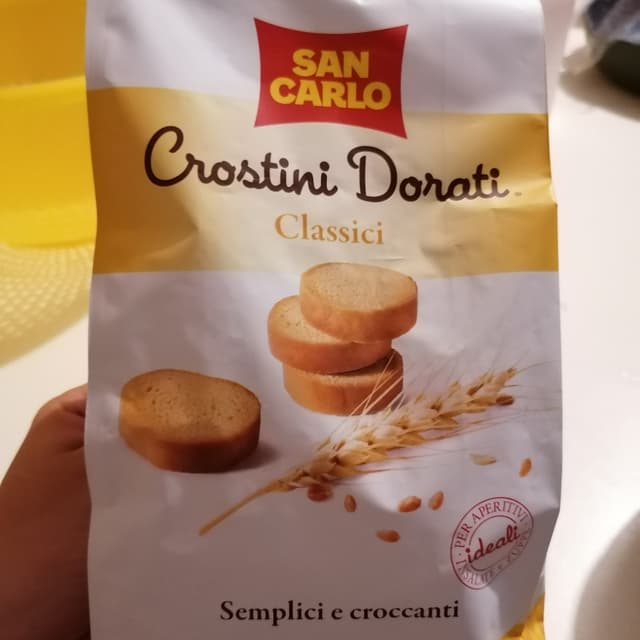 SAN
CARLO
Crostini Dorati
Classici
PER APERITIVI
ideali
Semplici e croccanti